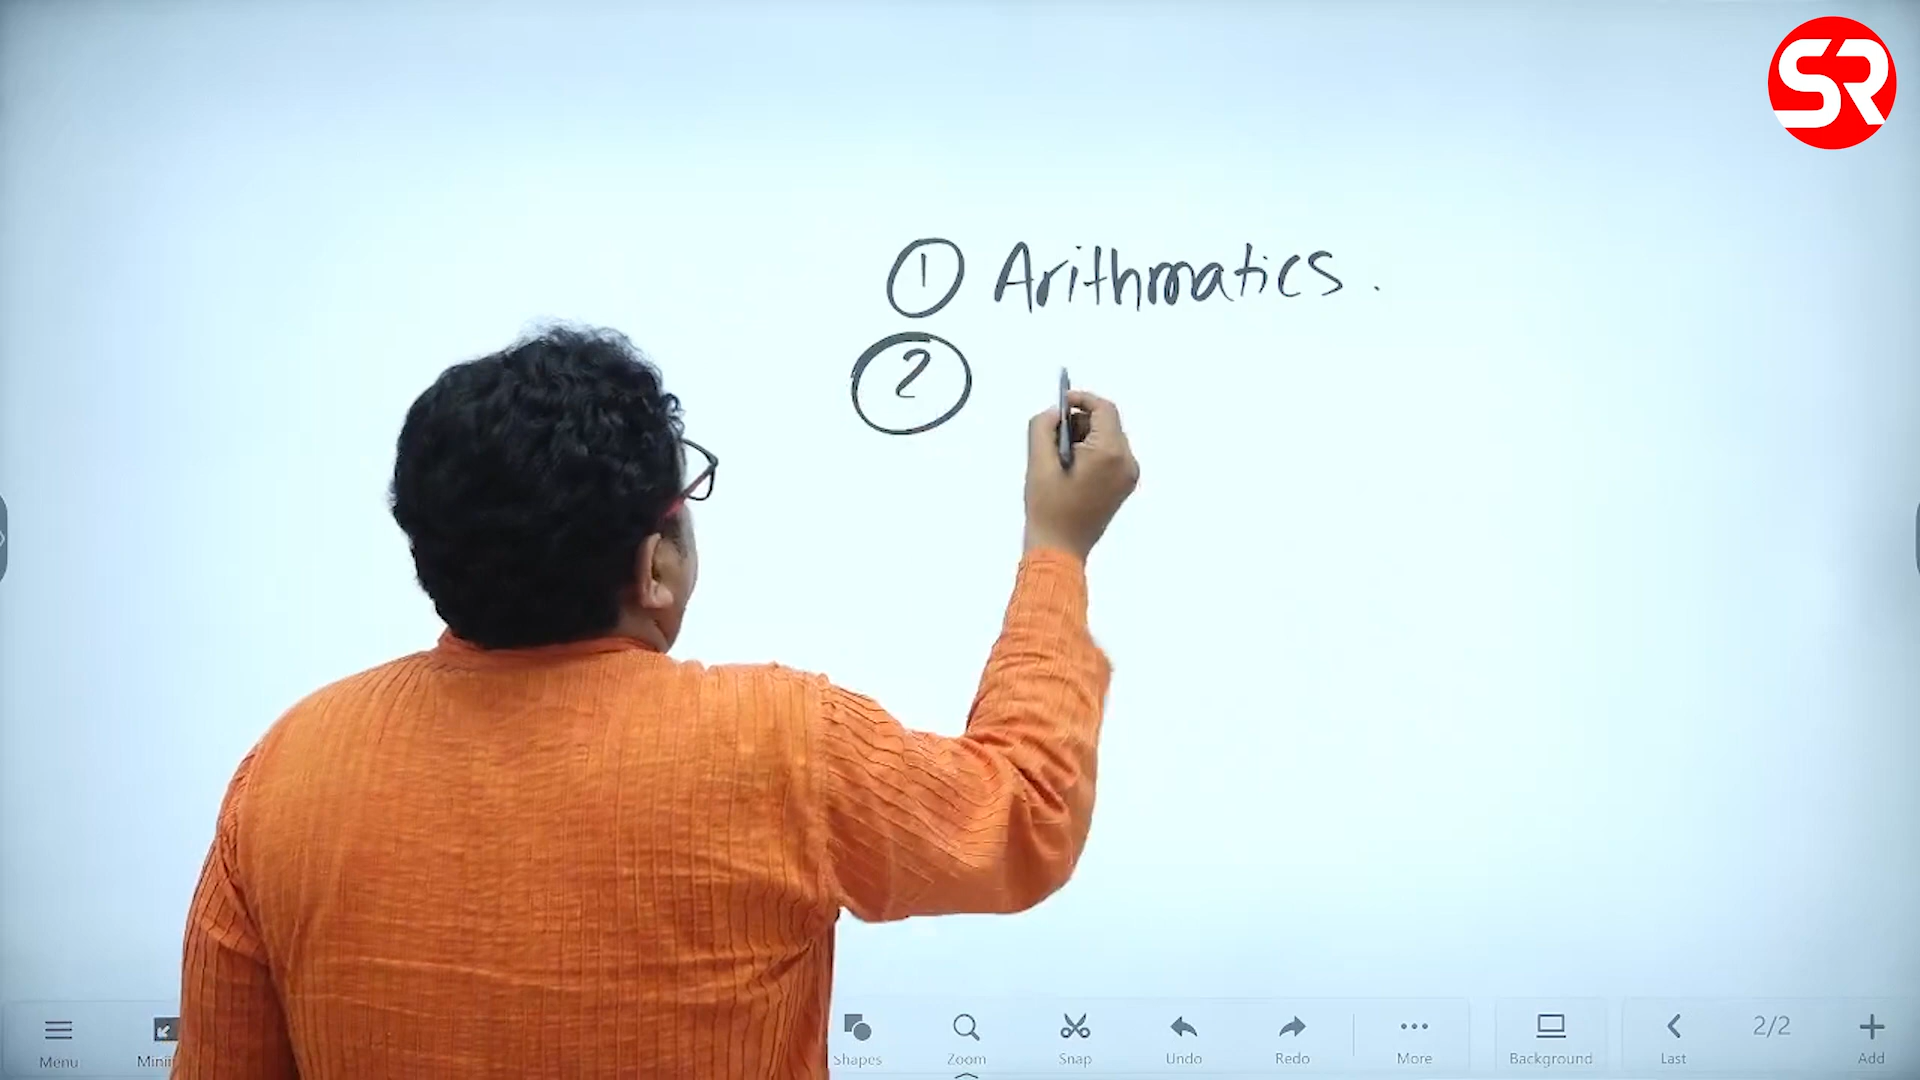 SR
① Arithmatics.
②
Menu
Shapes
Zoom
Snap
Undo
Redo
More
Background
Last
2/2
Add